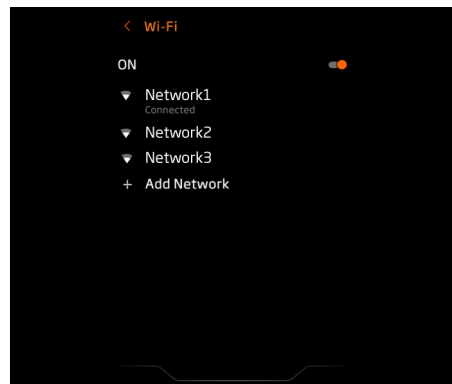 Wi-Fi
ON
Network1
Connected
Network2
Network3
+ Add Network